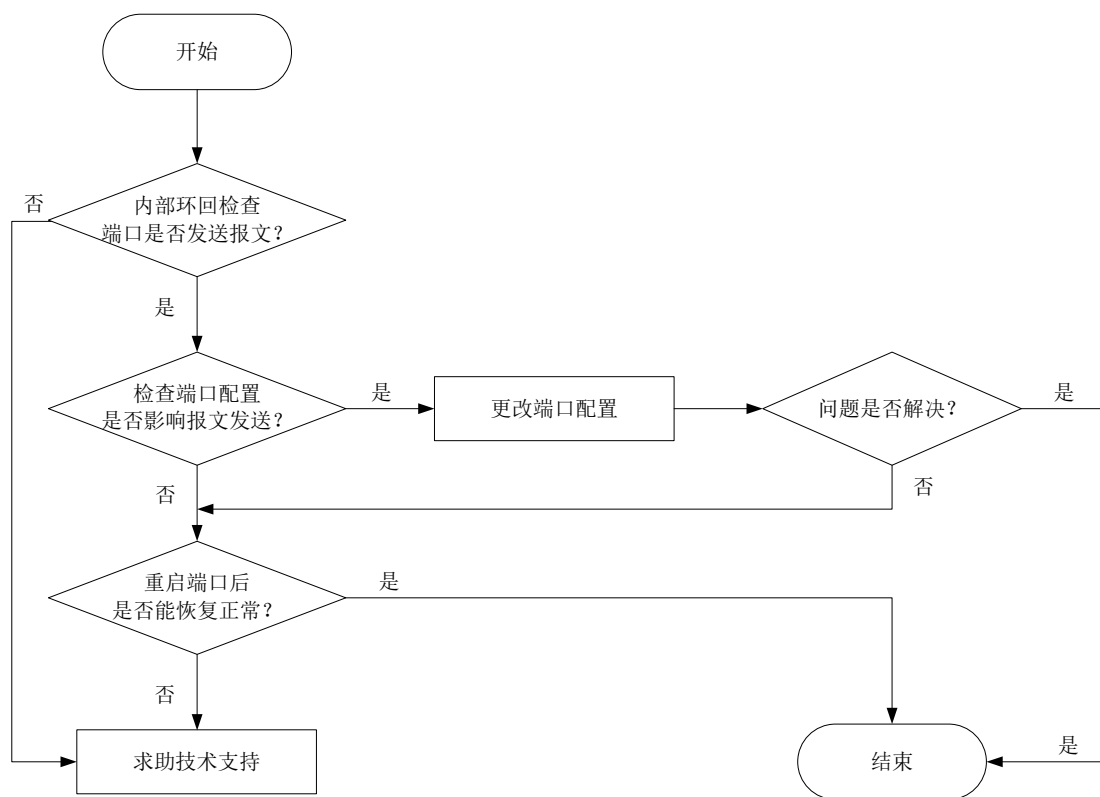 开始
否
内部环回检查
端口是否发送报文？
是
检查端口配置
是否影响报文发送？
是
更改端口配置
问题是否解决？
是
否
否
重启端口后
是否能恢复正常？
是
否
求助技术支持
结束
是